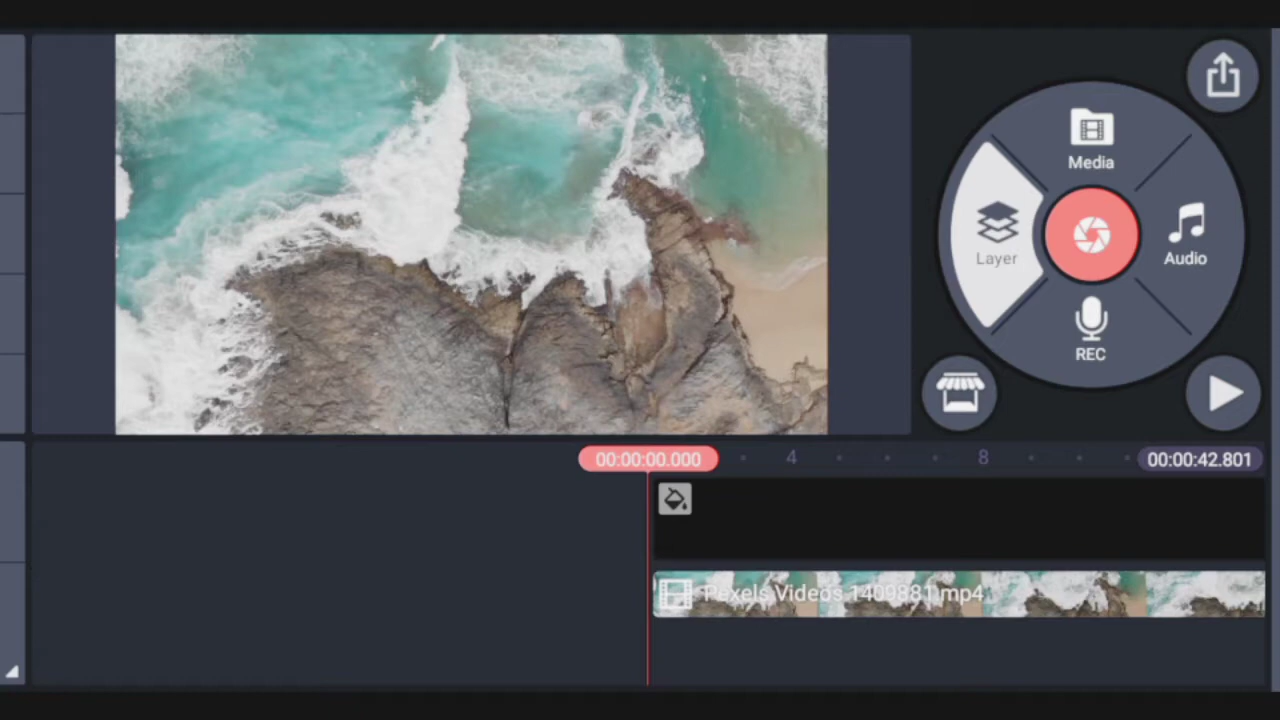 Media
Layer
Audio
REC
00:00:00.000
4
8
00:00:42.801
Pexels Videos 1409881.mp4